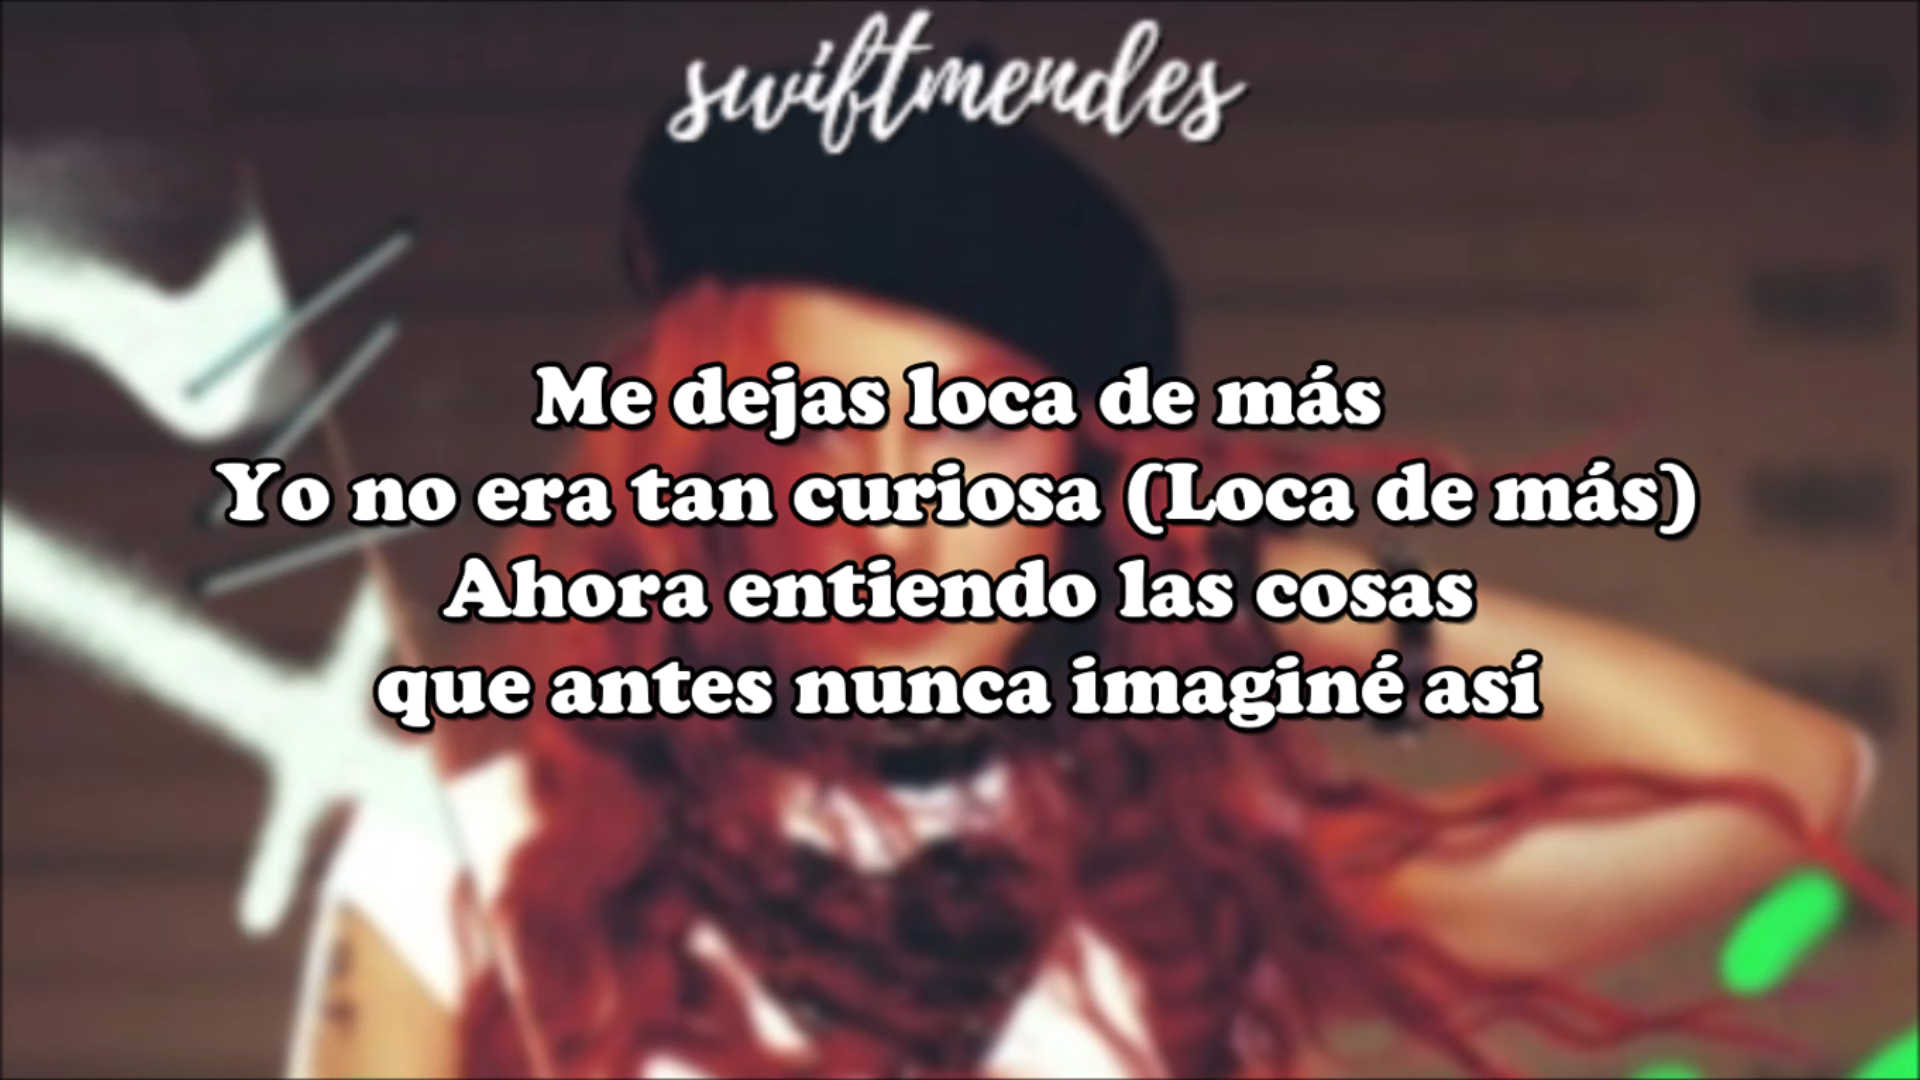 swiftmendes
Me dejas loca de más
Yo no era tan curiosa (Loca de más)
Ahora entiendo las cosas
que antes nunca imaginé así